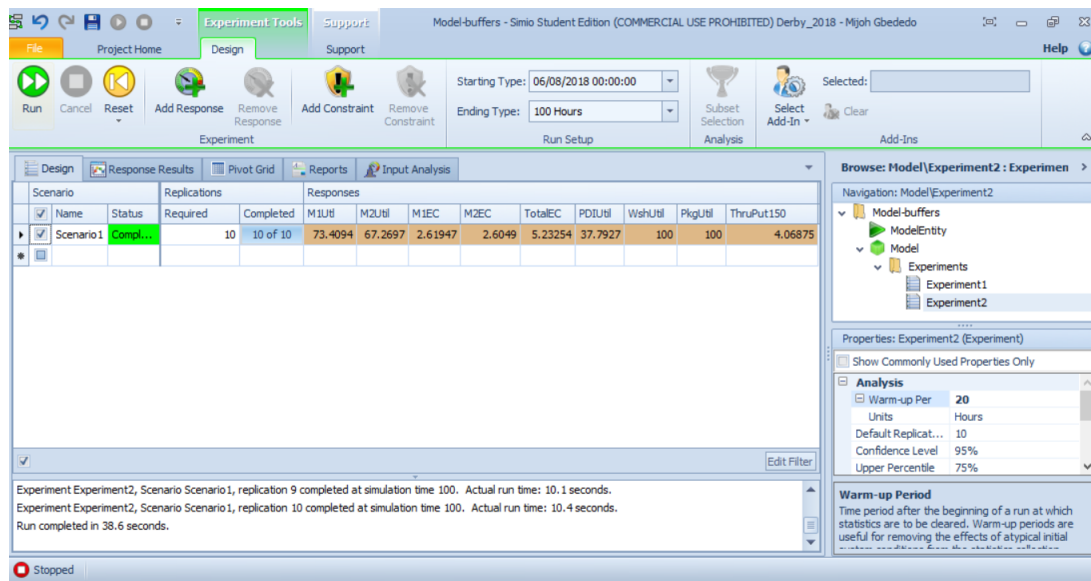 Experiment Tools Support Model-buffers - Simio Student Edition (COMMERCIAL USE PROHIBITED) Derby_2018 - Mijoh Gbededo
File Project Home Design Support Help
Run Cancel Reset Add Response Remove Response Add Constraint Remove Constraint Starting Type: 06/08/2018 00:00:00 Subset Selection Select Add-In Selected:
Ending Type: 100 Hours Clear
Experiment Run Setup Analysis Add-Ins
Design Response Results Pivot Grid Reports Input Analysis Browse: Model\Experiment2 : Experimen
Scenario Replications Responses Navigation: Model\Experiment2
Name Status Required Completed M1Utl M2Util M1EC M2EC TotalEC PDIUtil WshUtil PkgUtil ThruPut150
Scenario1 Compl... 10 10 of 10 73.4094 67.2697 2.61947 2.6049 5.23254 37.7927 100 100 4.06875
Model-buffers
ModelEntity
Model
Experiments
Experiment1
Experiment2
Properties: Experiment2 (Experiment)
Show Commonly Used Properties Only
Analysis
Warm-up Per 20
Units Hours
Default Replicat... 10
Confidence Level 95%
Upper Percentile 75%
Edit Filter
Experiment Experiment2, Scenario Scenario1, replication 9 completed at simulation time 100. Actual run time: 10.1 seconds.
Experiment Experiment2, Scenario Scenario1, replication 10 completed at simulation time 100. Actual run time: 10.4 seconds.
Run completed in 38.6 seconds.
Warm-up Period
Time period after the beginning of a run at which
statistics are to be cleared. Warm-up periods are
useful for removing the effects of atypical initial
Stopped